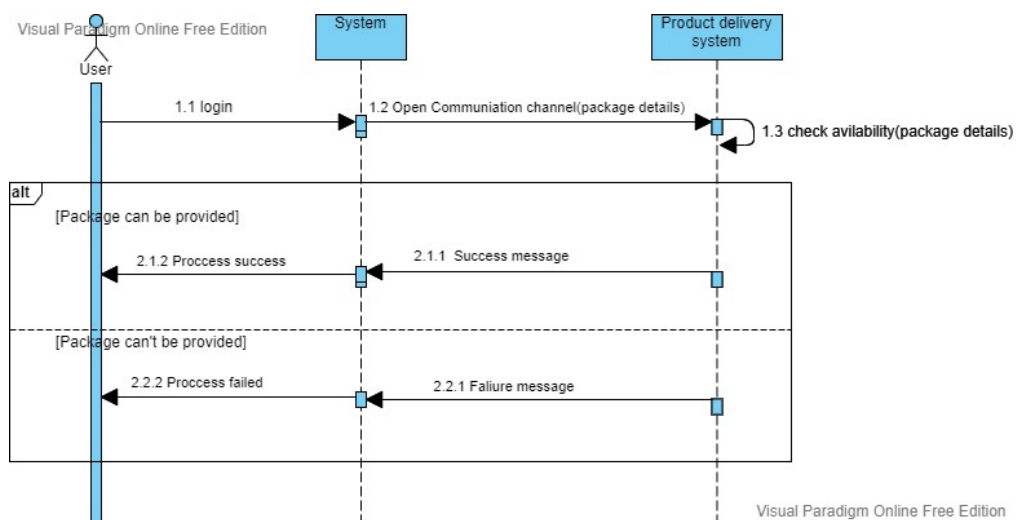 Visual Paradigm Online Free Edition
System
Product delivery
system
User
1.1 login
1.2 Open Communiation channel(package details)
1.3 check avilability(package details)
alt
[Package can be provided]
2.1.2 Proccess success
2.1.1 Success message
[Package can't be provided]
2.2.2 Proccess failed
2.2.1 Faliure message
Visual Paradigm Online Free Edition